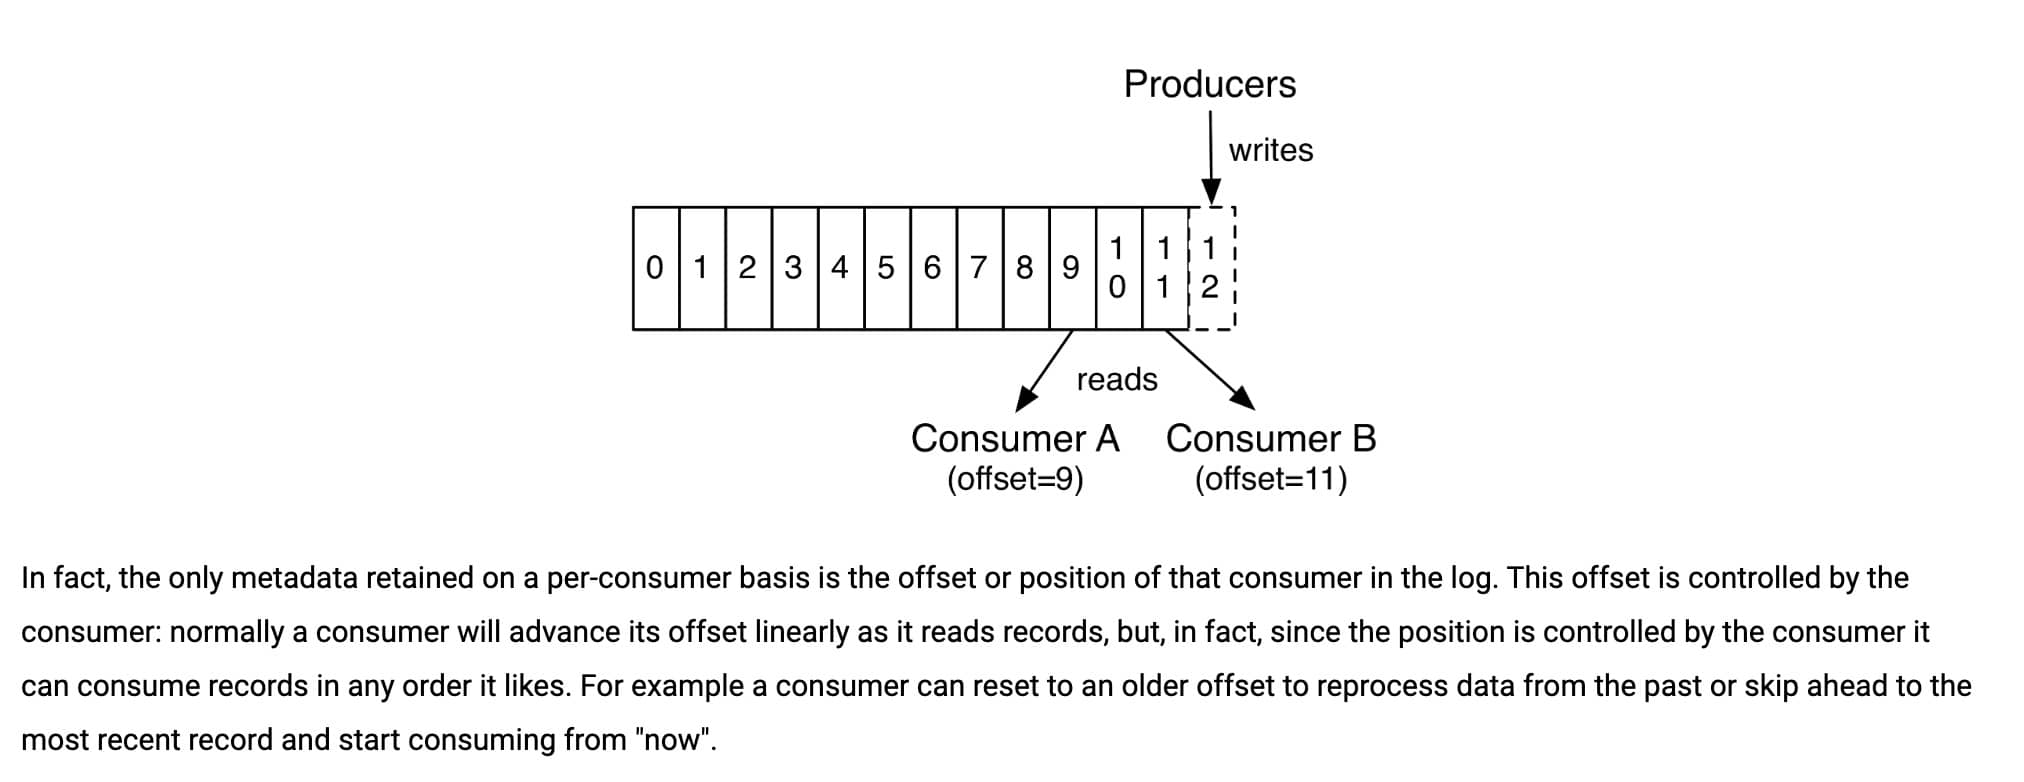 Producers
writes
0 1 2 3 4 5 6 7 8 9 10 11 12
reads
Consumer A Consumer B
(offset=9) (offset=11)
In fact, the only metadata retained on a per-consumer basis is the offset or position of that consumer in the log. This offset is controlled by the
consumer: normally a consumer will advance its offset linearly as it reads records, but, in fact, since the position is controlled by the consumer it
can consume records in any order it likes. For example a consumer can reset to an older offset to reprocess data from the past or skip ahead to the
most recent record and start consuming from "now".